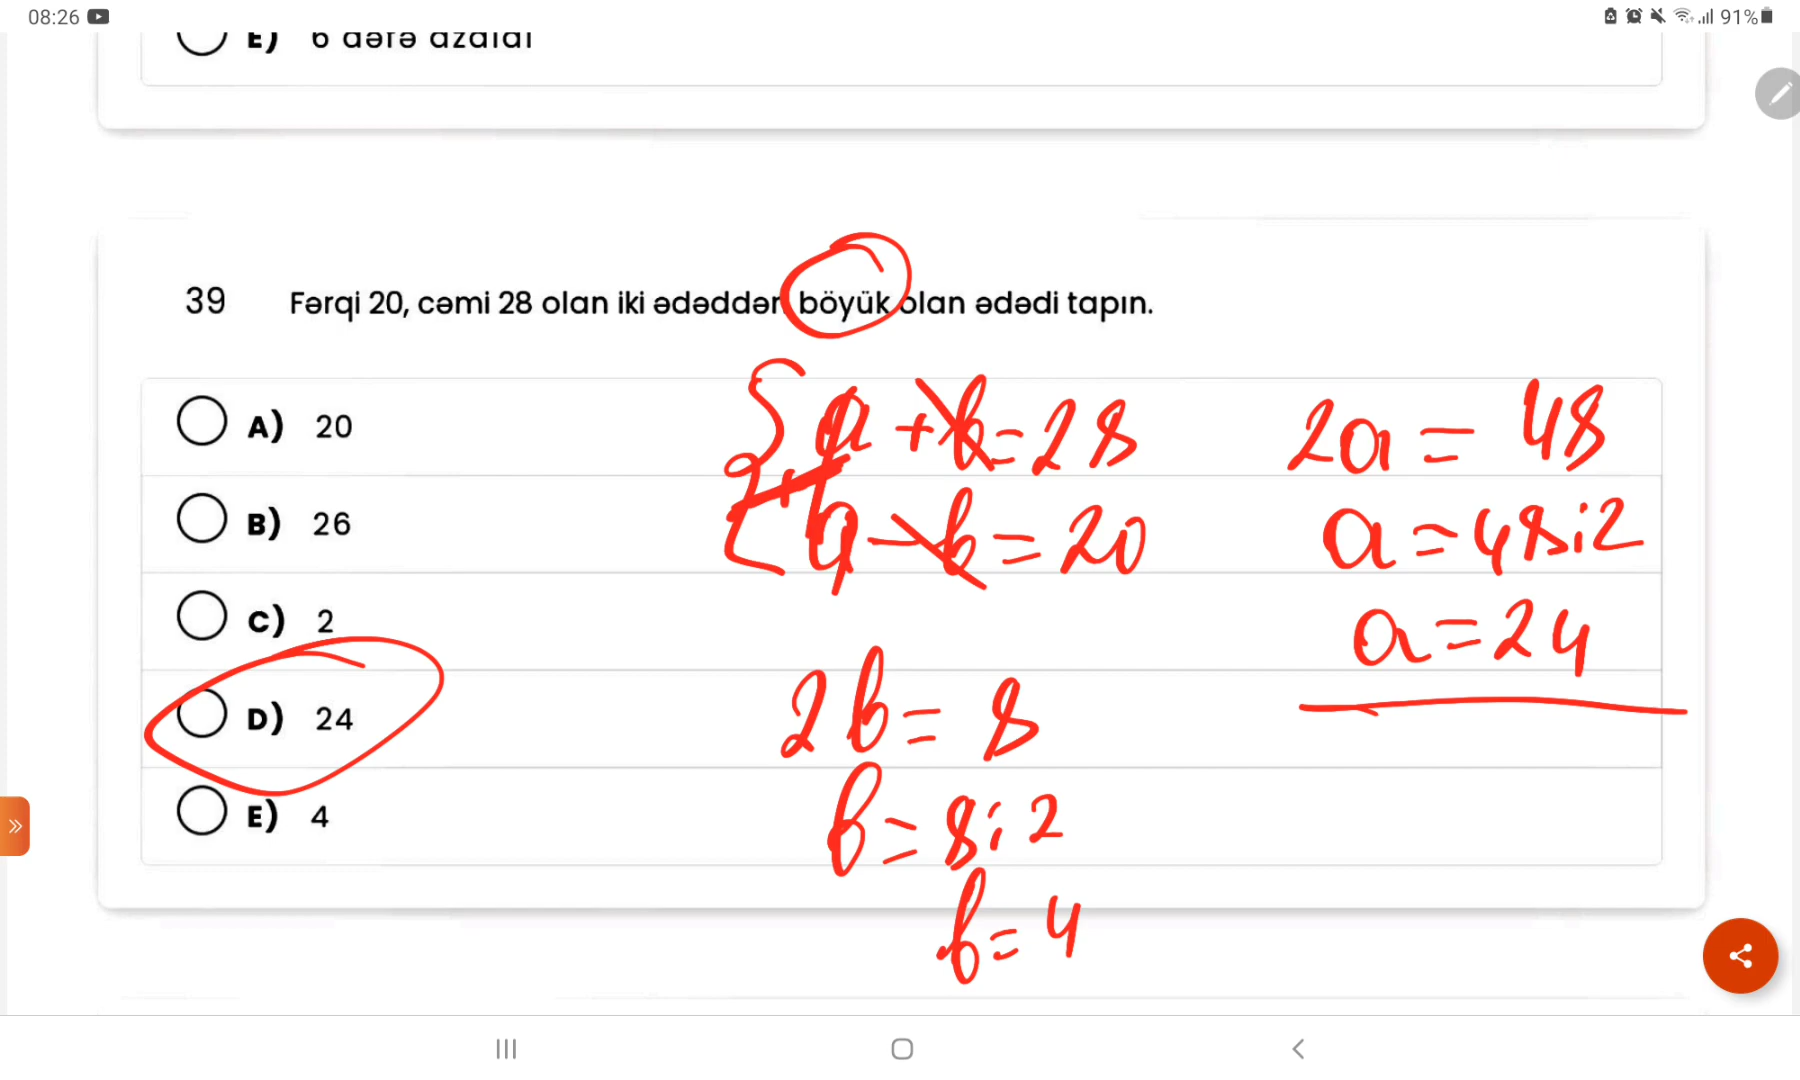 08:26 91%
E) 6 dəfə azaldı
39 Fərqi 20, cəmi 28 olan iki ədəddən böyük olan ədədi tapın.
A) 20
B) 26
C) 2
D) 24
E) 4
a + b = 28
+
a - b = 20
2b = 8
b = 8 : 2
b = 4
2a = 48
a = 48 : 2
a = 24